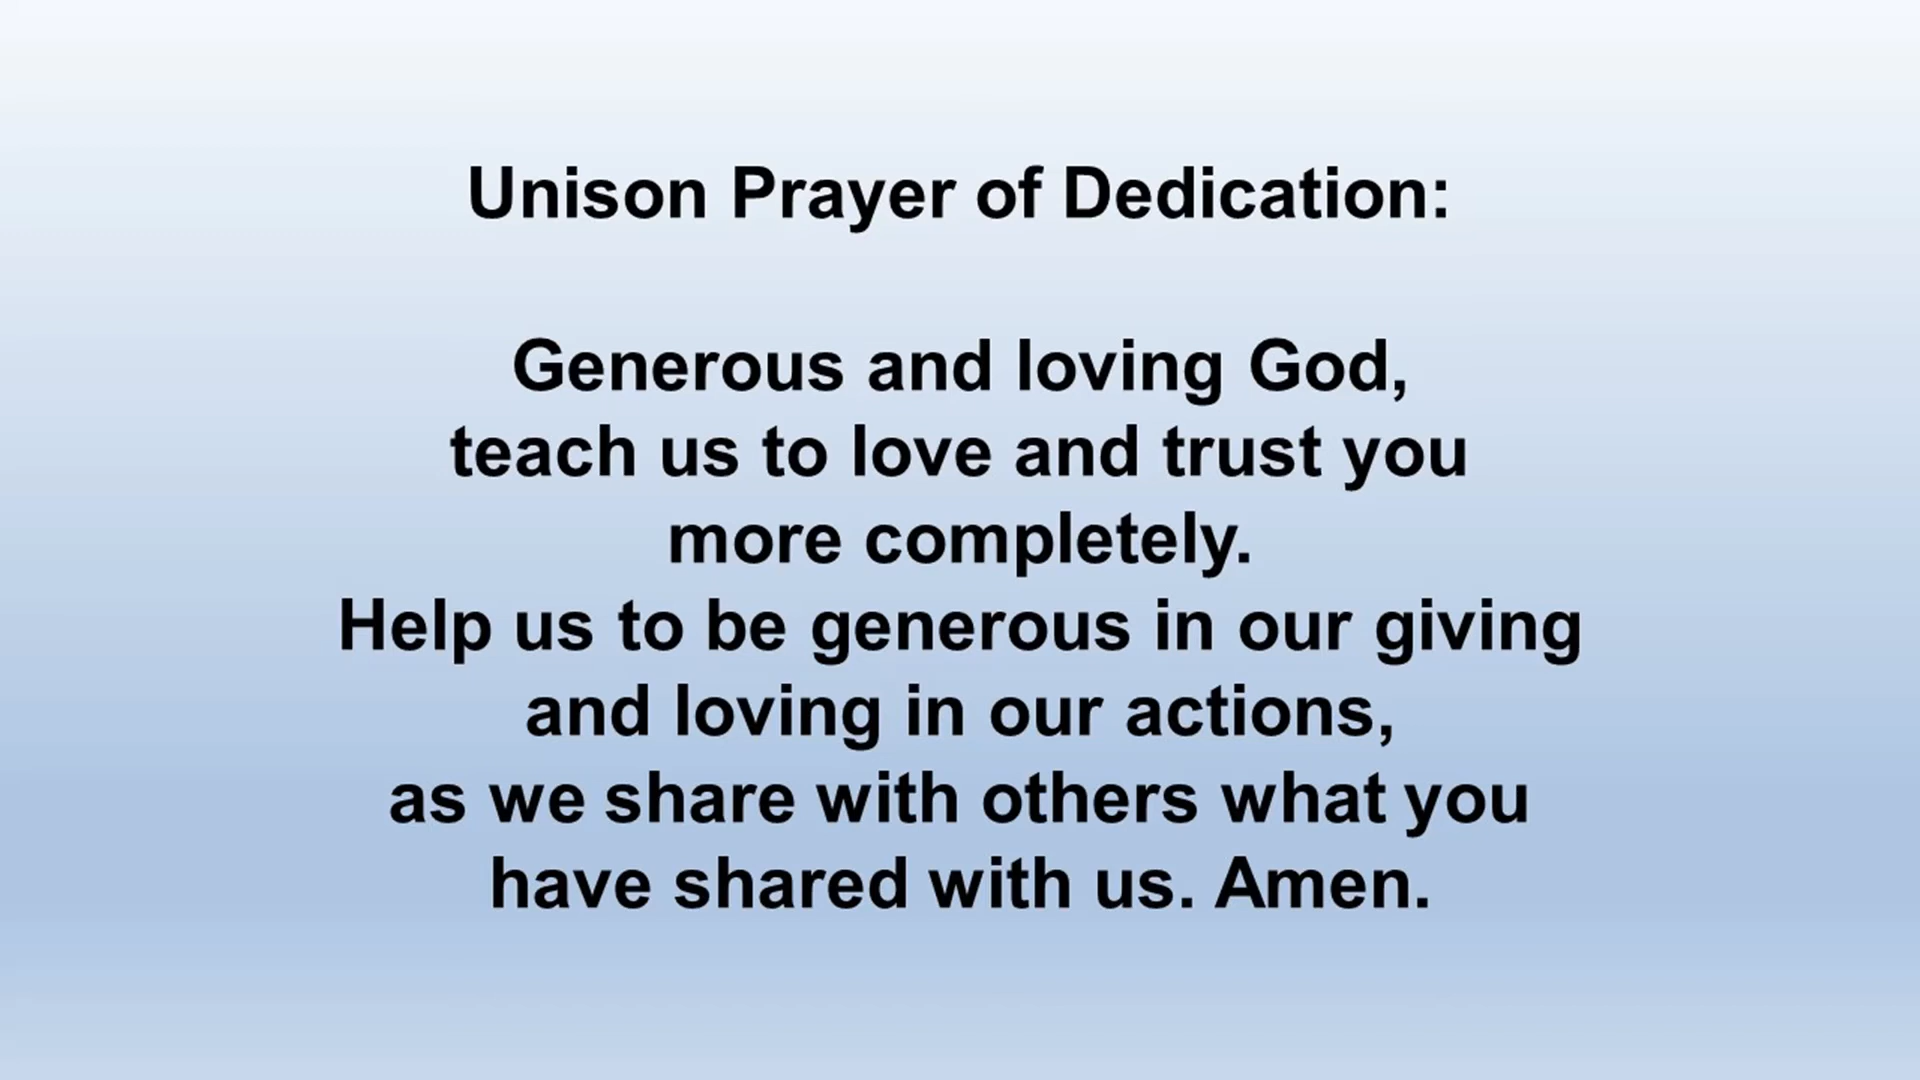 Unison Prayer of Dedication:
Generous and loving God,
teach us to love and trust you
more completely.
Help us to be generous in our giving
and loving in our actions,
as we share with others what you
have shared with us. Amen.